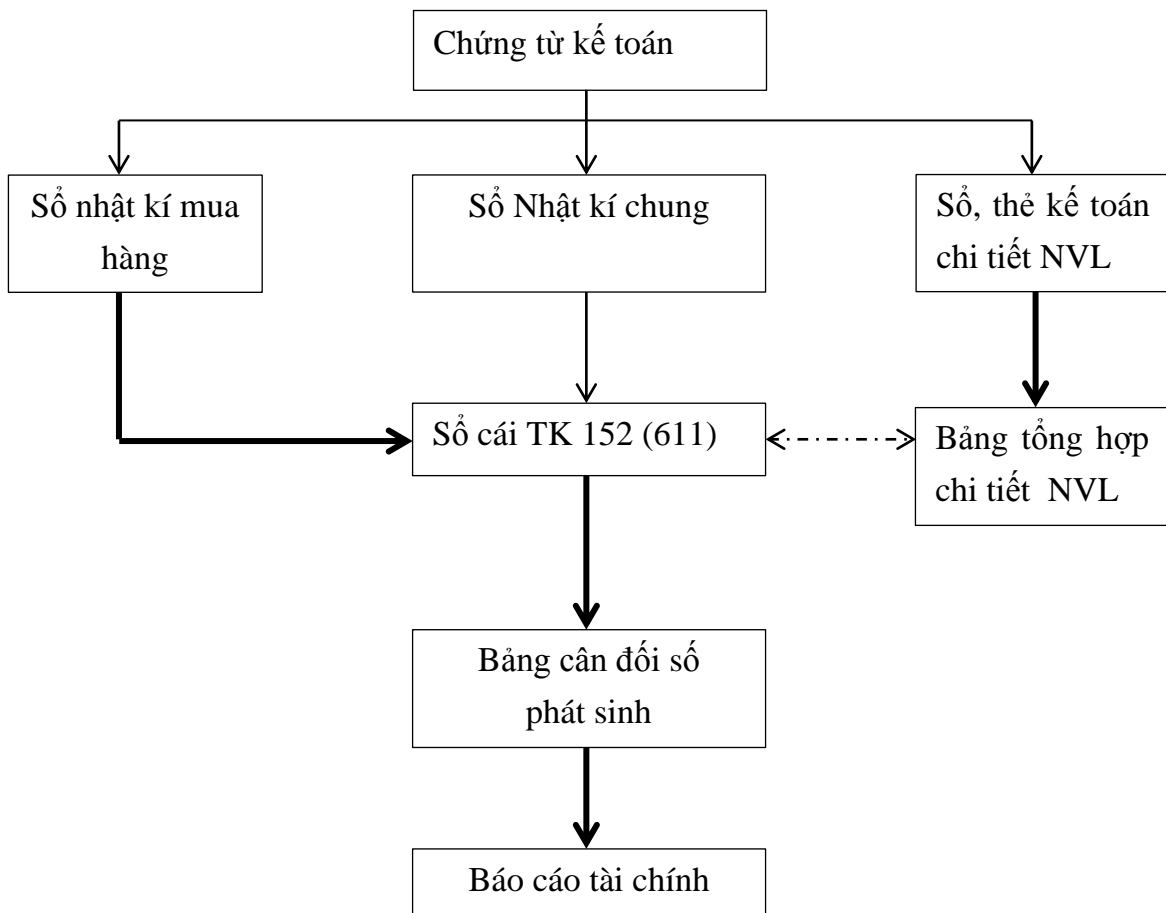 Chứng từ kế toán
Sổ nhật kí mua
hàng
Sổ Nhật kí chung
Sổ, thẻ kế toán
chi tiết NVL
Sổ cái TK 152 (611)
Bảng tổng hợp
chi tiết NVL
Bảng cân đối số
phát sinh
Báo cáo tài chính